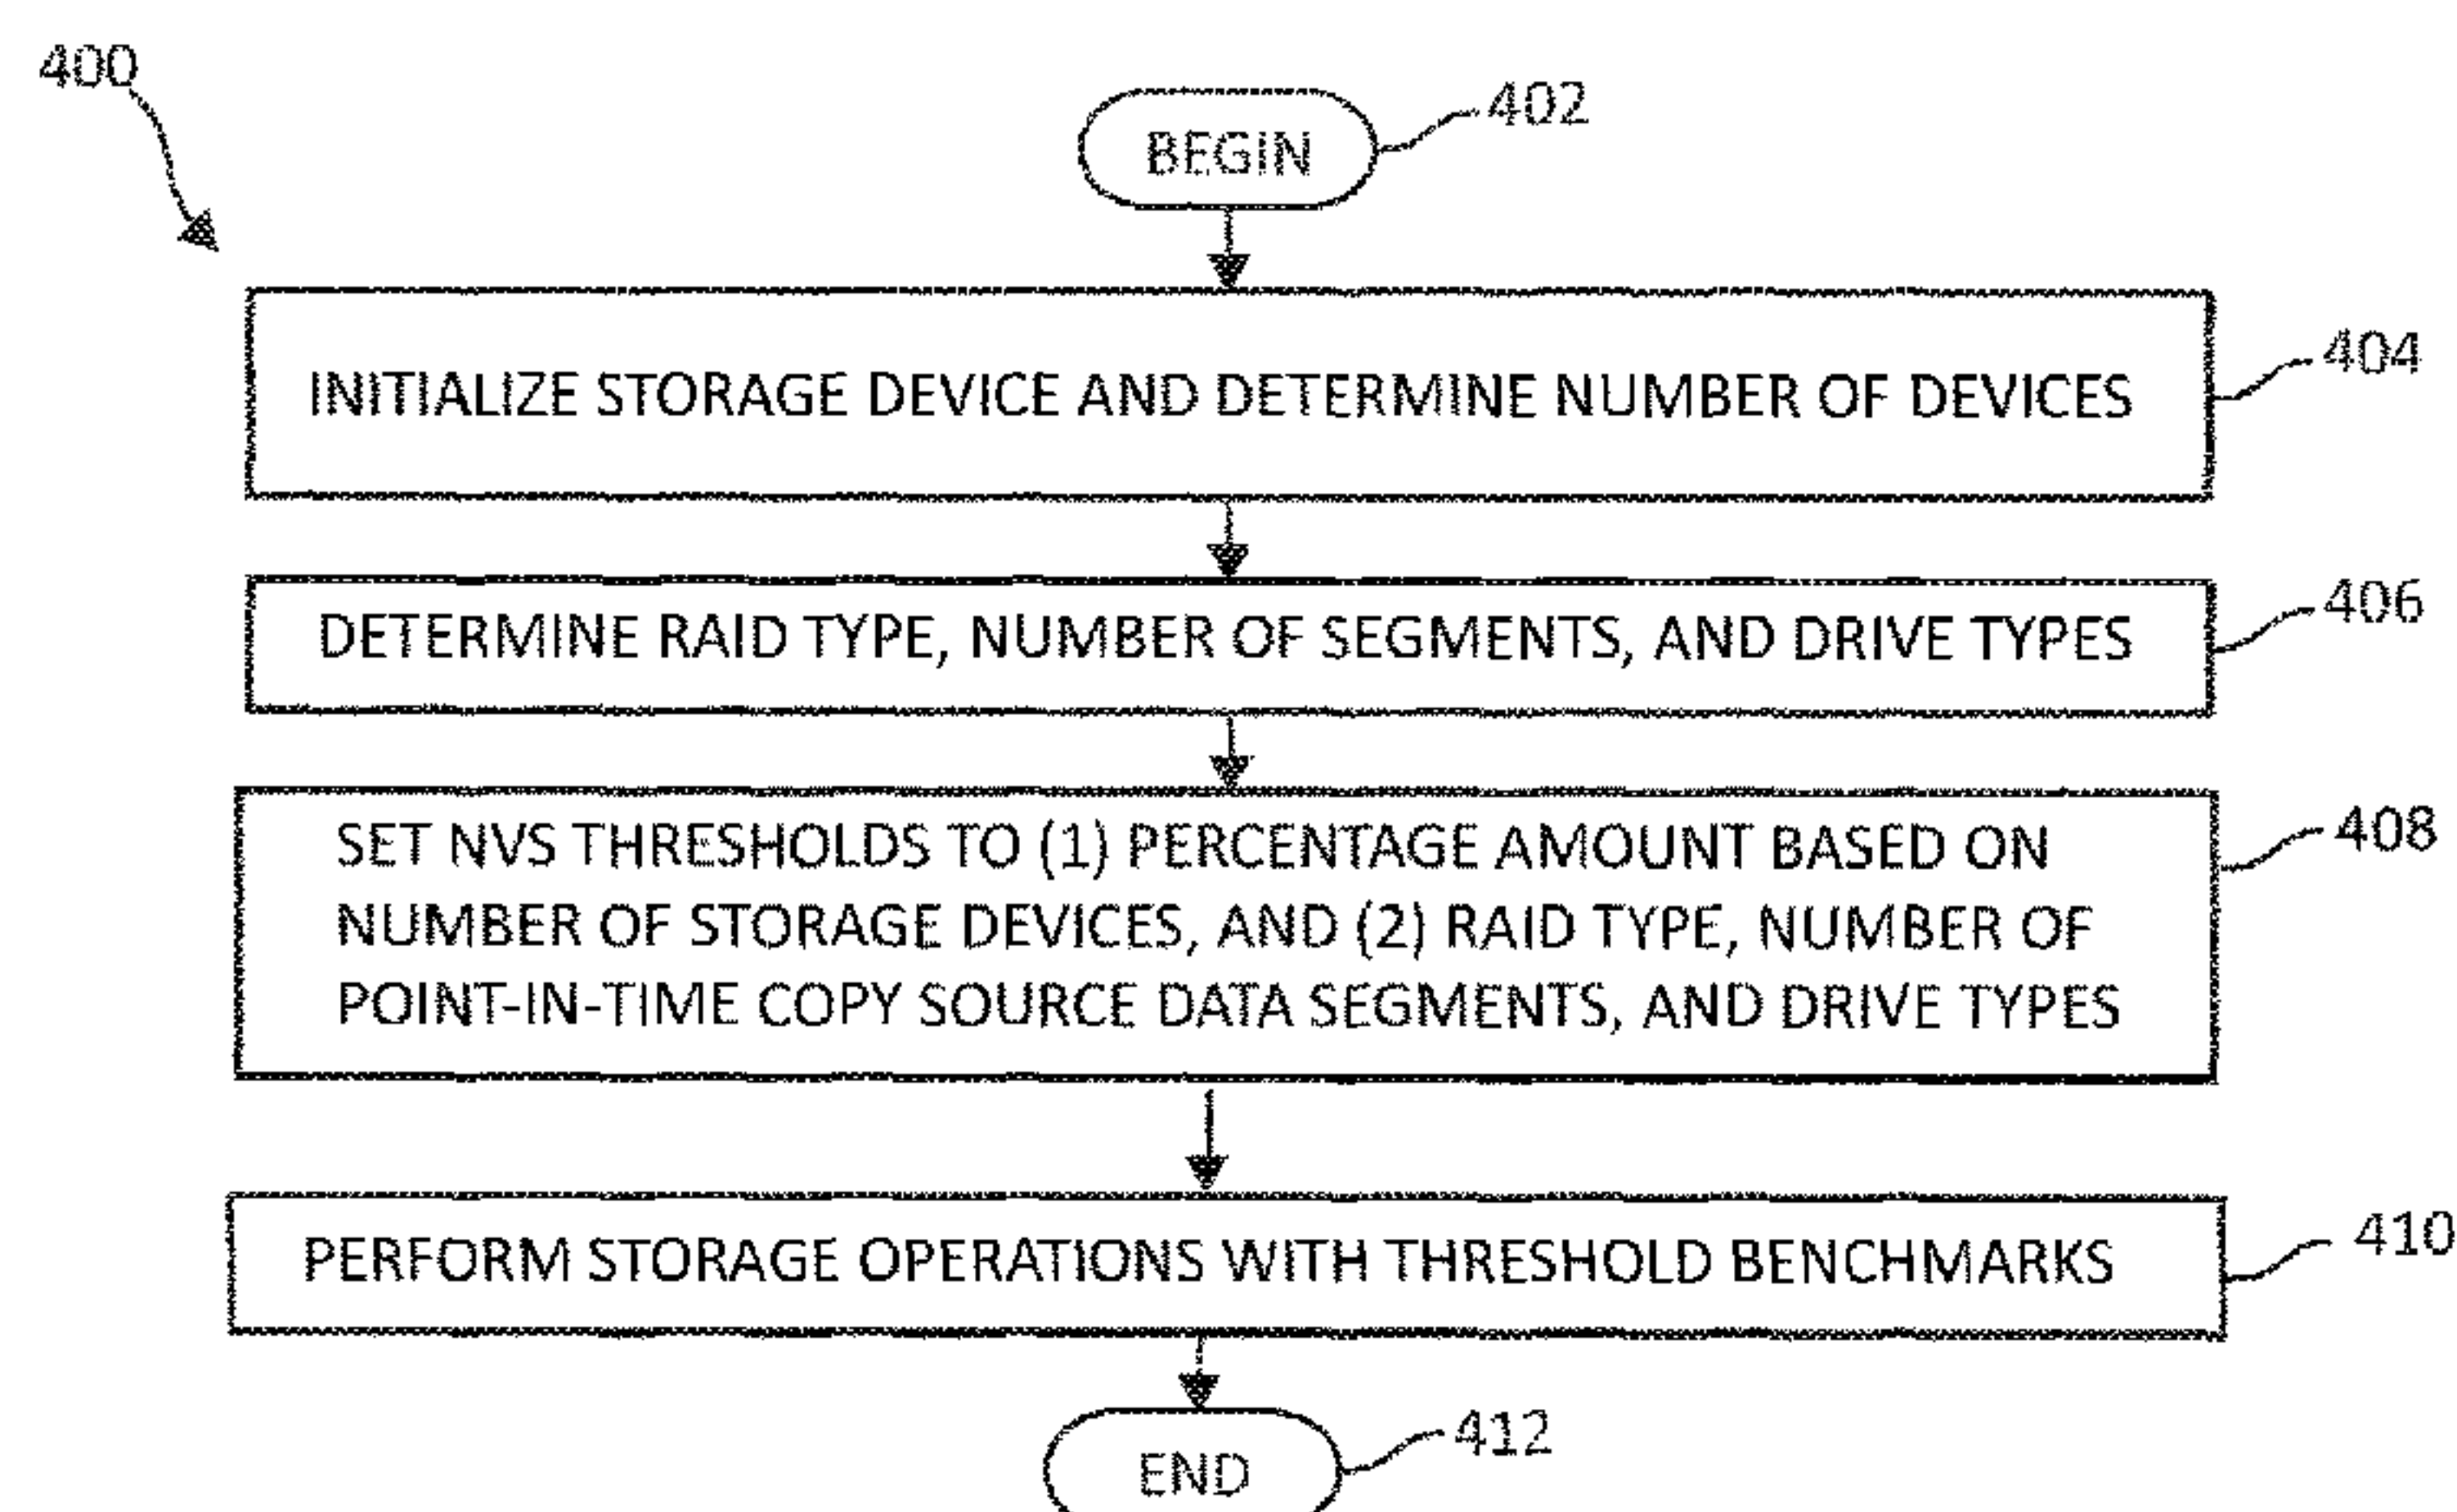 400
BEGIN
402
INITIALIZE STORAGE DEVICE AND DETERMINE NUMBER OF DEVICES
404
DETERMINE RAID TYPE, NUMBER OF SEGMENTS, AND DRIVE TYPES
406
SET NVS THRESHOLDS TO (1) PERCENTAGE AMOUNT BASED ON
NUMBER OF STORAGE DEVICES, AND (2) RAID TYPE, NUMBER OF
POINT-IN-TIME COPY SOURCE DATA SEGMENTS, AND DRIVE TYPES
408
PERFORM STORAGE OPERATIONS WITH THRESHOLD BENCHMARKS
410
END
412